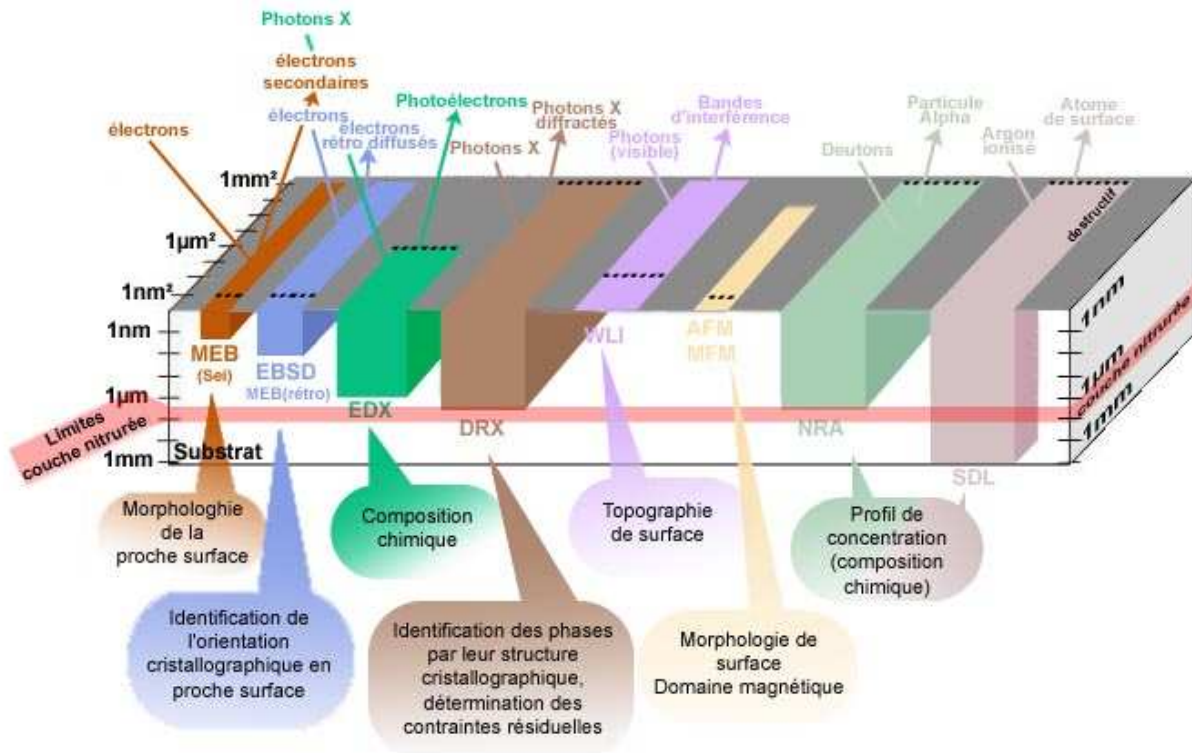 Photons X
électrons
secondaires
électrons
électrons
électrons
rétro diffusés
Photoélectrons
Photons X
Photons X
diffractés
Photons
(visible)
Bandes
d'interférence
Deutons
Particule
Alpha
Argon
ionisé
Atome
de surface
destructif
1mm²
1µm²
1nm²
1nm
1µm
1mm
1nm
1µm
1mm
Limites
couche nitrurée
couche nitrurée
Substrat
MEB
(Sei)
EBSD
MEB(rétro)
EDX
DRX
WLI
AFM
MFM
NRA
SDL
Morphologhie
de la
proche surface
Composition
chimique
Topographie
de surface
Profil de
concentration
(composition
chimique)
Identification de
l'orientation
cristallographique en
proche surface
Identification des phases
par leur structure
cristallographique,
détermination des
contraintes résiduelles
Morphologie de
surface
Domaine magnétique